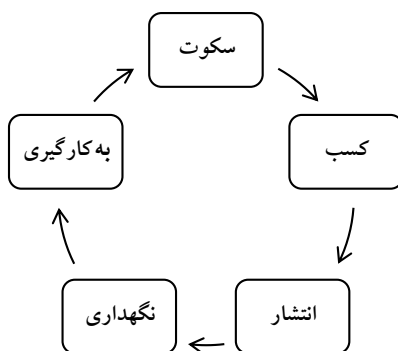 سکوت
کسب
انتشار
نگهداری
به‌کارگیری